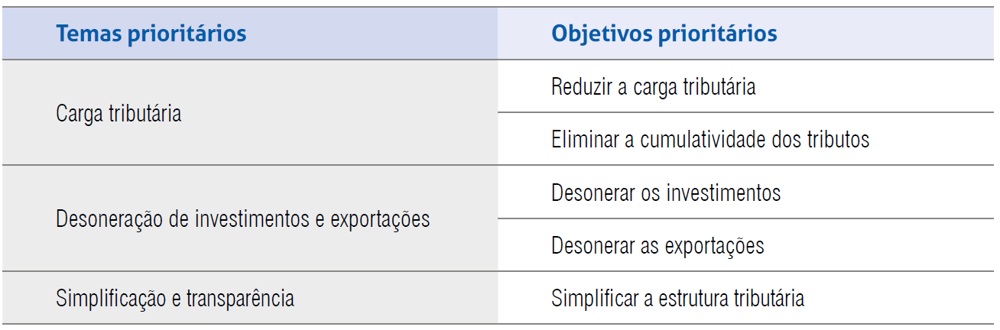 Temas prioritários
Objetivos prioritários
Carga tributária
Reduzir a carga tributária
Eliminar a cumulatividade dos tributos
Desoneração de investimentos e exportações
Desonerar os investimentos
Desonerar as exportações
Simplificação e transparência
Simplificar a estrutura tributária